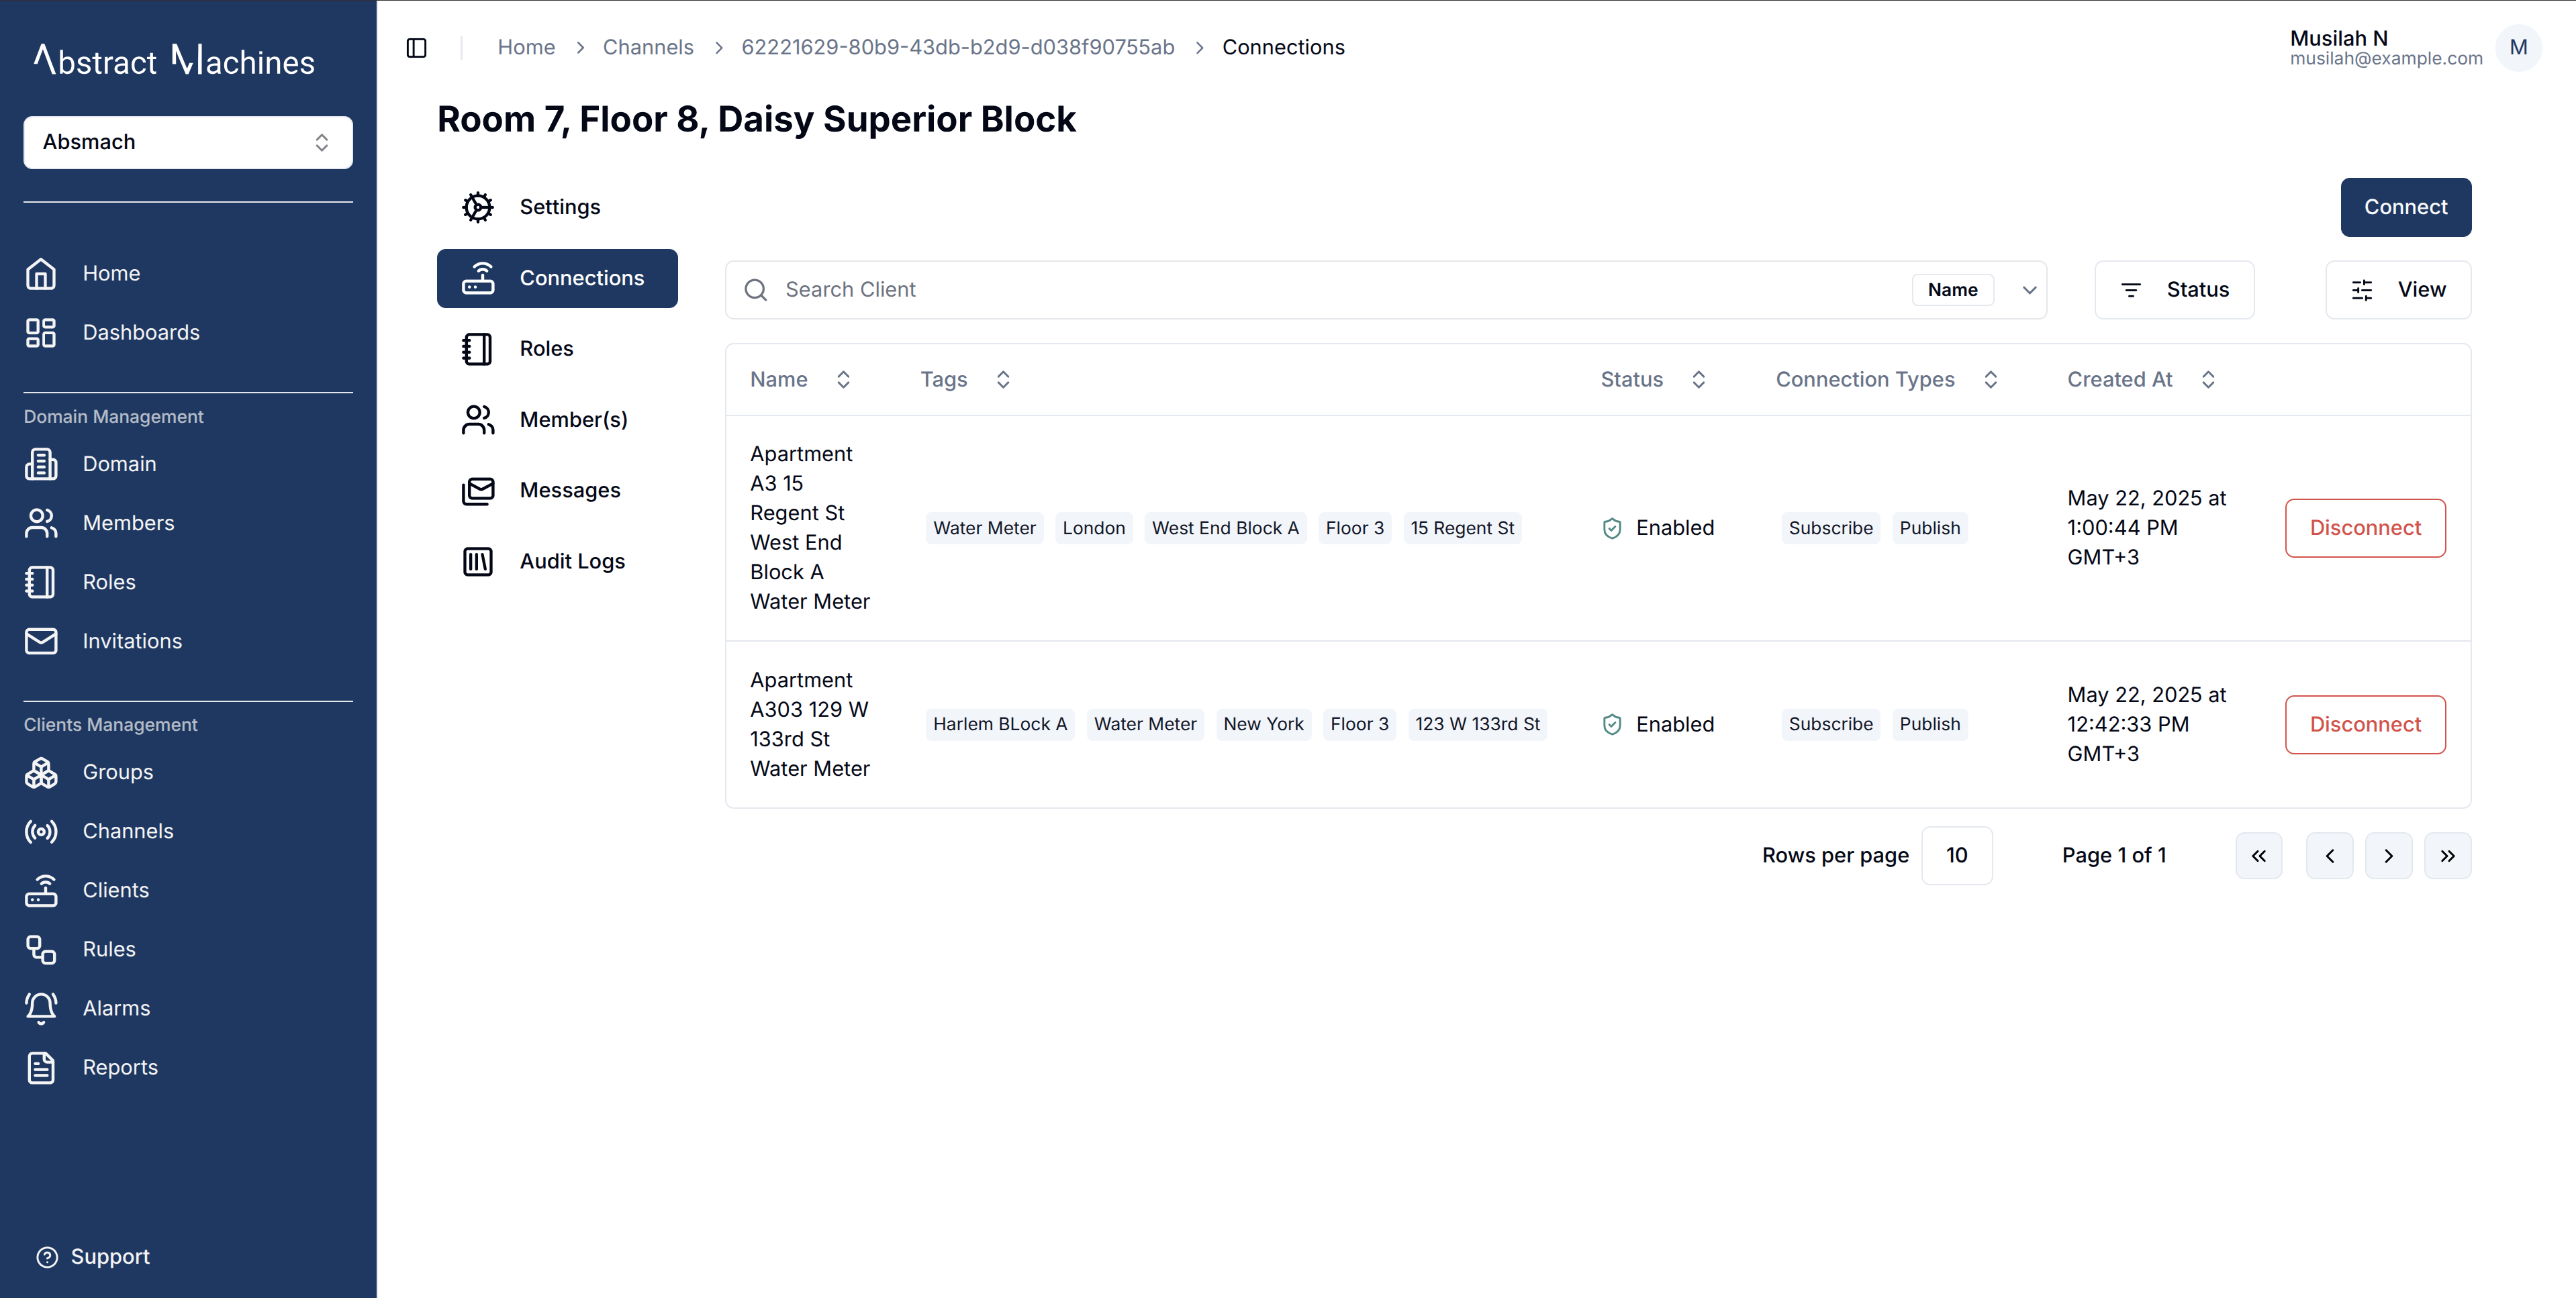 Abstract Machines
Absmach
Home
Dashboards
Domain Management
Domain
Members
Roles
Invitations
Clients Management
Groups
Channels
Clients
Rules
Alarms
Reports
Support
Home > Channels > 62221629-80b9-43db-b2d9-d038f90755ab > Connections
Musilah N
musilah@example.com
M
Room 7, Floor 8, Daisy Superior Block
Settings
Connections
Roles
Member(s)
Messages
Audit Logs
Connect
Search Client
Name
Status
View
Name Tags Status Connection Types Created At
Apartment
A3 15
Regent St
West End
Block A
Water Meter
Water Meter London West End Block A Floor 3 15 Regent St
Enabled
Subscribe Publish
May 22, 2025 at
1:00:44 PM
GMT+3
Disconnect
Apartment
A303 129 W
133rd St
Water Meter
Harlem BLock A Water Meter New York Floor 3 123 W 133rd St
Enabled
Subscribe Publish
May 22, 2025 at
12:42:33 PM
GMT+3
Disconnect
Rows per page 10 Page 1 of 1